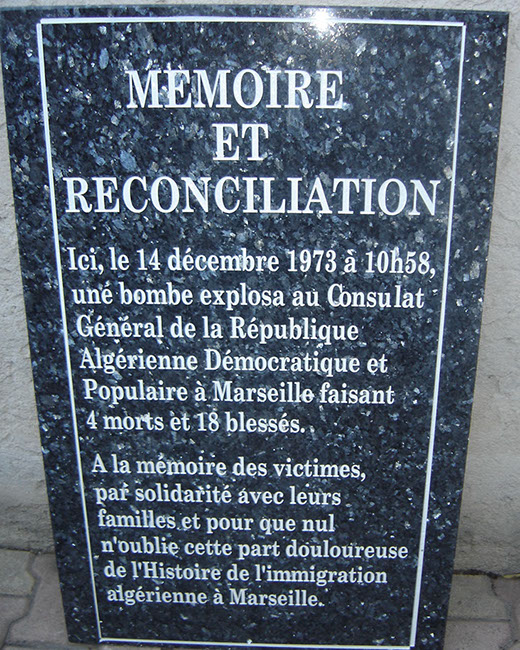 MEMOIRE
ET
RECONCILIATION
Ici, le 14 décembre 1973 à 10h58,
une bombe explosa au Consulat
Général de la République
Algérienne Démocratique et
Populaire à Marseille faisant
4 morts et 18 blessés.
A la mémoire des victimes,
par solidarité avec leurs
familles et pour que nul
n'oublie cette part douloureuse
de l'Histoire de l'immigration
algérienne à Marseille.